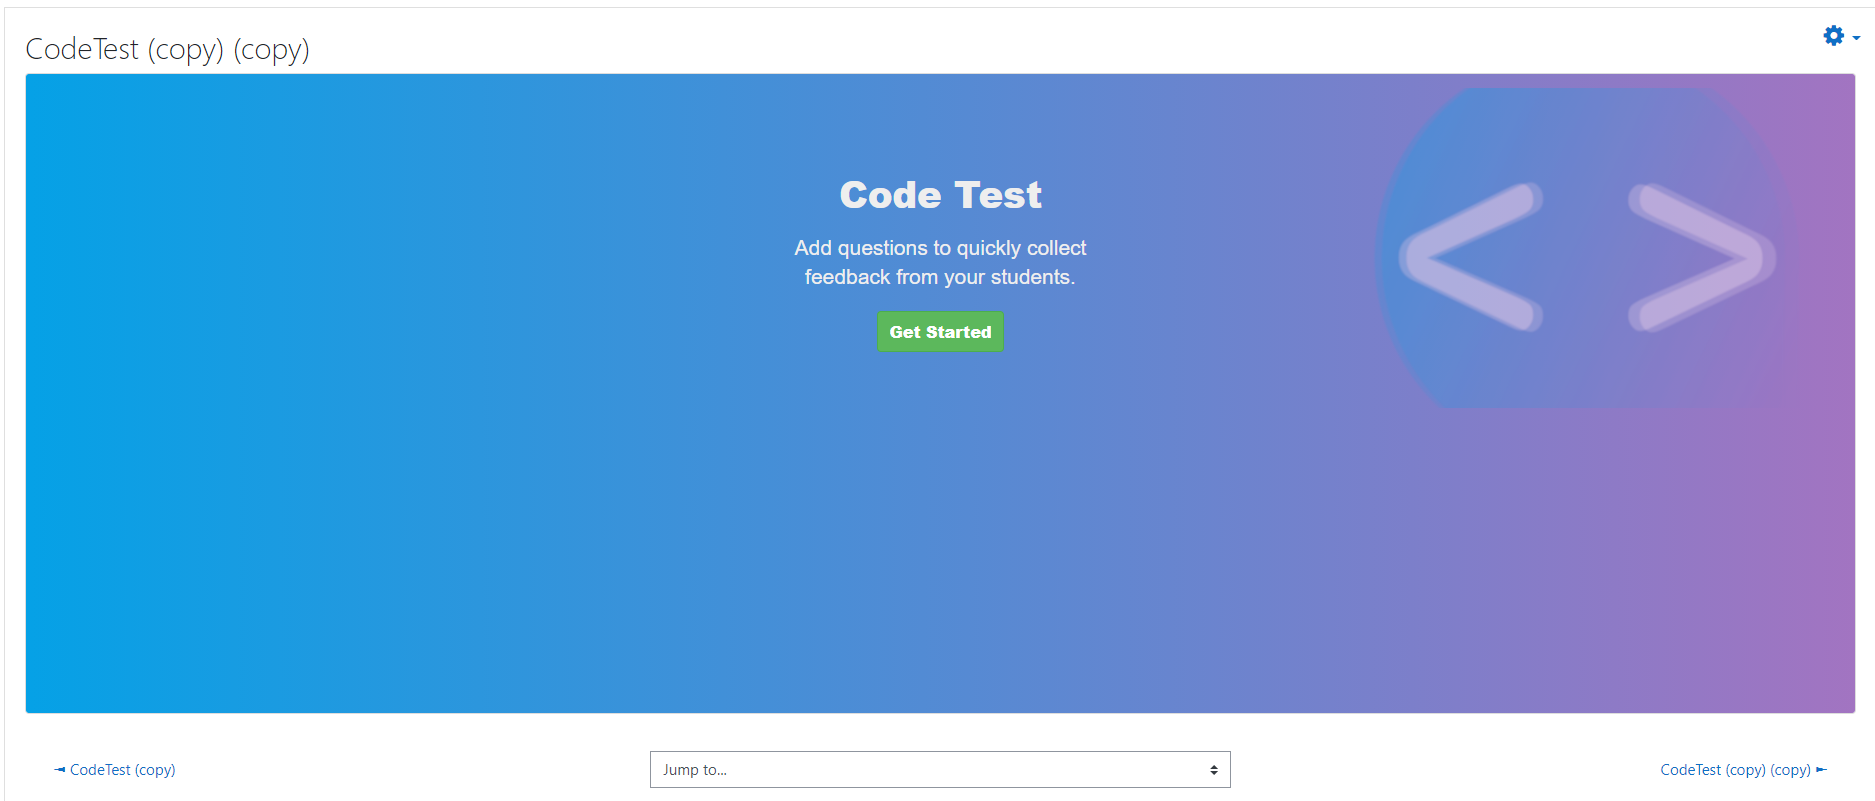 CodeTest (copy) (copy)
Code Test
Add questions to quickly collect
feedback from your students.
Get Started
◄ CodeTest (copy)
Jump to...
CodeTest (copy) (copy) ►